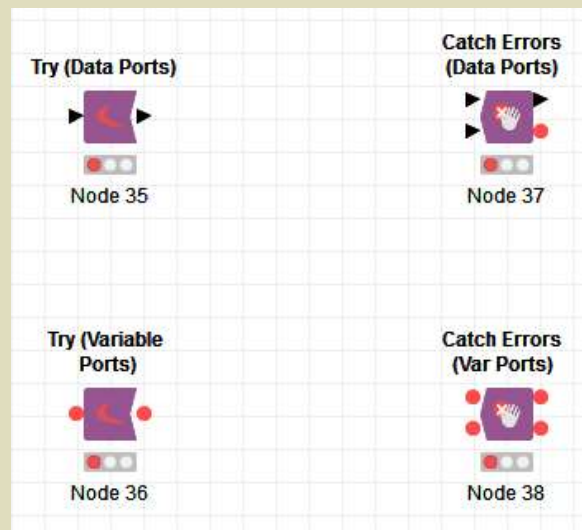 Try (Data Ports)
Node 35
Catch Errors
(Data Ports)
Node 37
Try (Variable
Ports)
Node 36
Catch Errors
(Var Ports)
Node 38